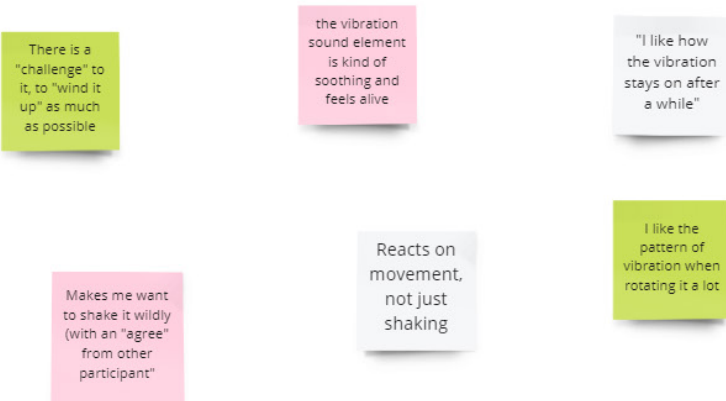 There is a
"challenge" to
it, to "wind it
up" as much
as possible
the vibration
sound element
is kind of
soothing and
feels alive
"I like how
the vibration
stays on after
a while"
Makes me want
to shake it wildly
(with an "agree"
from other
participant"
Reacts on
movement,
not just
shaking
I like the
pattern of
vibration when
rotating it a lot